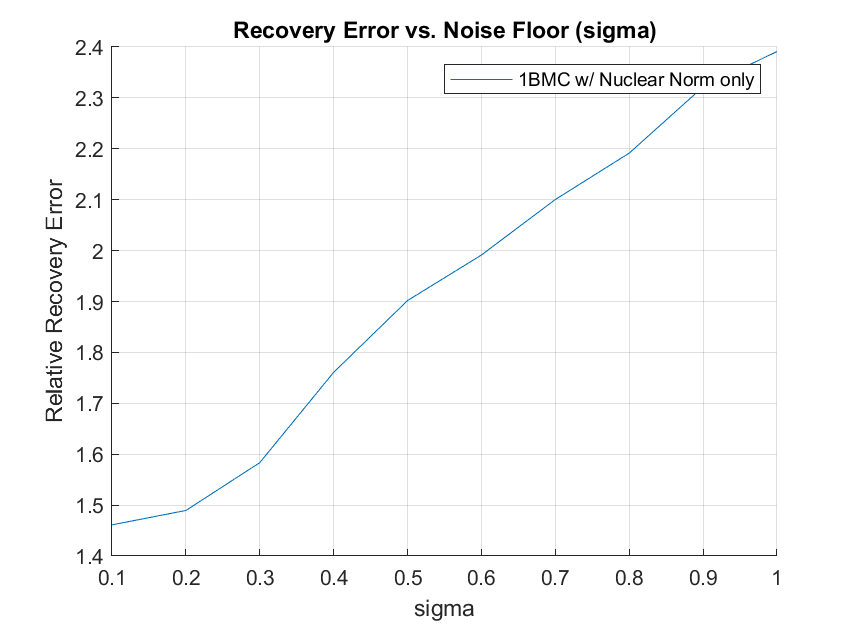 Recovery Error vs. Noise Floor (sigma)
1BMC w/ Nuclear Norm only
Relative Recovery Error
2.4
2.3
2.2
2.1
2
1.9
1.8
1.7
1.6
1.5
1.4
0.1 0.2 0.3 0.4 0.5 0.6 0.7 0.8 0.9 1
sigma